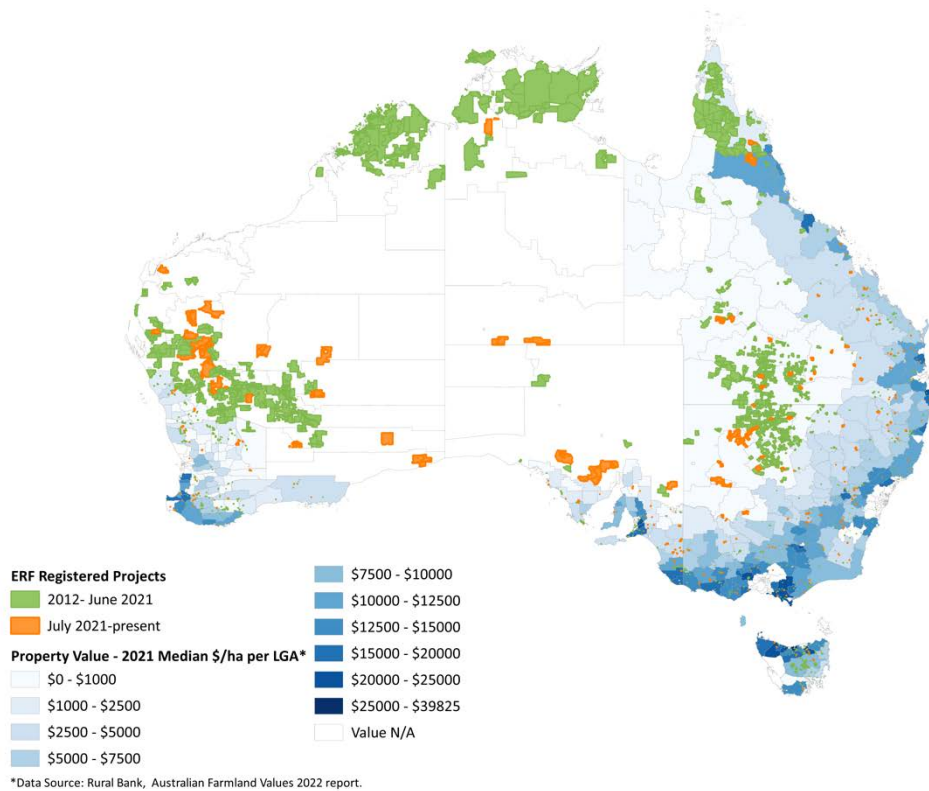 ERF Registered Projects
2012- June 2021
July 2021-present
Property Value - 2021 Median $/ha per LGA*
$0 - $1000
$1000 - $2500
$2500 - $5000
$5000 - $7500
$7500 - $10000
$10000 - $12500
$12500 - $15000
$15000 - $20000
$20000 - $25000
$25000 - $39825
Value N/A
*Data Source: Rural Bank, Australian Farmland Values 2022 report.